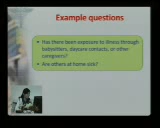 Example questions
Has there been exposure to illness through
babysitters, daycare contacts, or other
caregivers?
Are others at home sick?